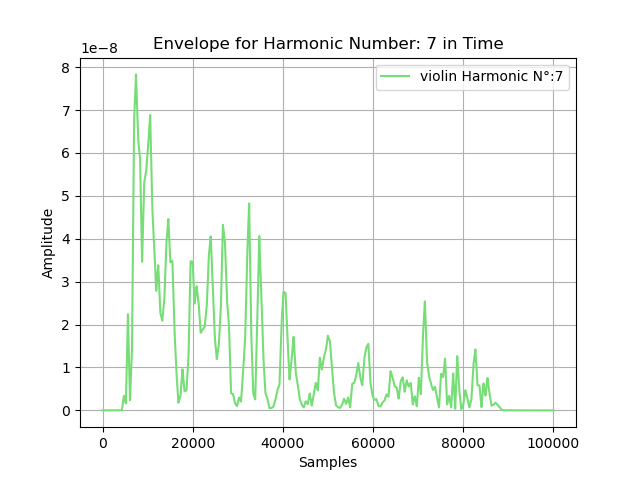 Envelope for Harmonic Number: 7 in Time
1e−8
violin Harmonic N°:7
8
7
6
5
4
3
2
1
0
Amplitude
0 20000 40000 60000 80000 100000
Samples